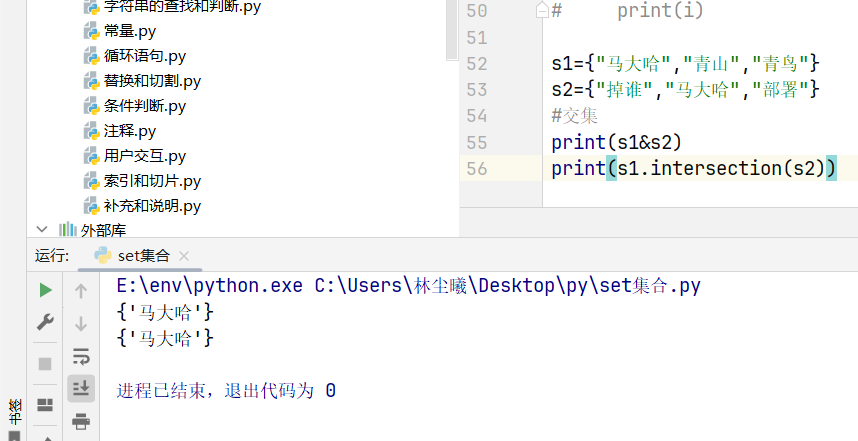 字符串的查找和判断.py
常量.py
循环语句.py
替换和切割.py
条件判断.py
注释.py
用户交互.py
索引和切片.py
补充和说明.py
外部库
50 #     print(i)
51
52 s1={"马大哈","青山","青鸟"}
53 s2={"掉谁","马大哈","部署"}
54 #交集
55 print(s1&s2)
56 print(s1.intersection(s2))
运行: set集合
E:\env\python.exe C:\Users\林尘曦\Desktop\py\set集合.py
{'马大哈'}
{'马大哈'}
进程已结束，退出代码为 0
书签